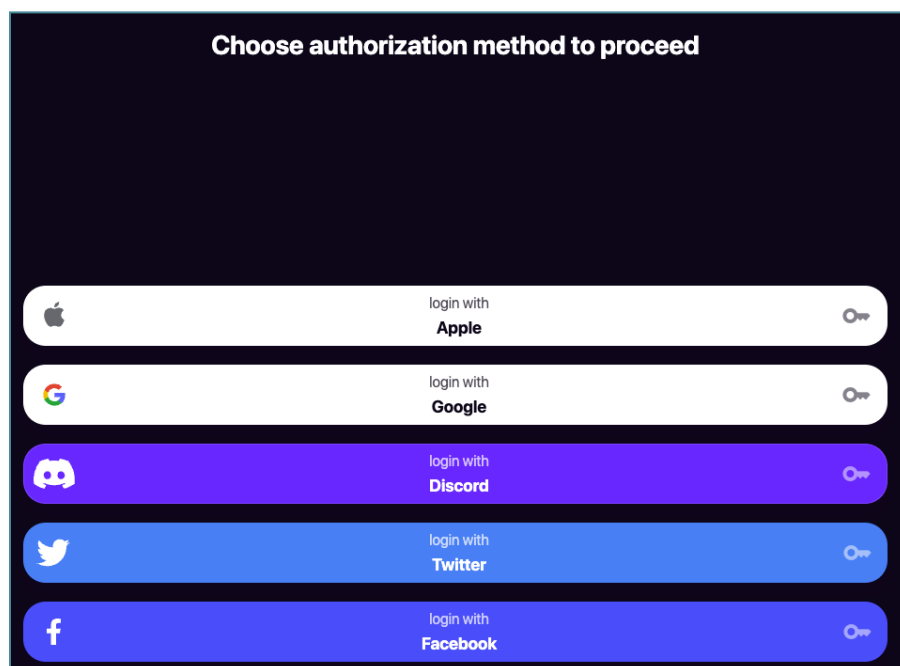 Choose authorization method to proceed
login with
Apple
login with
Google
login with
Discord
login with
Twitter
login with
Facebook